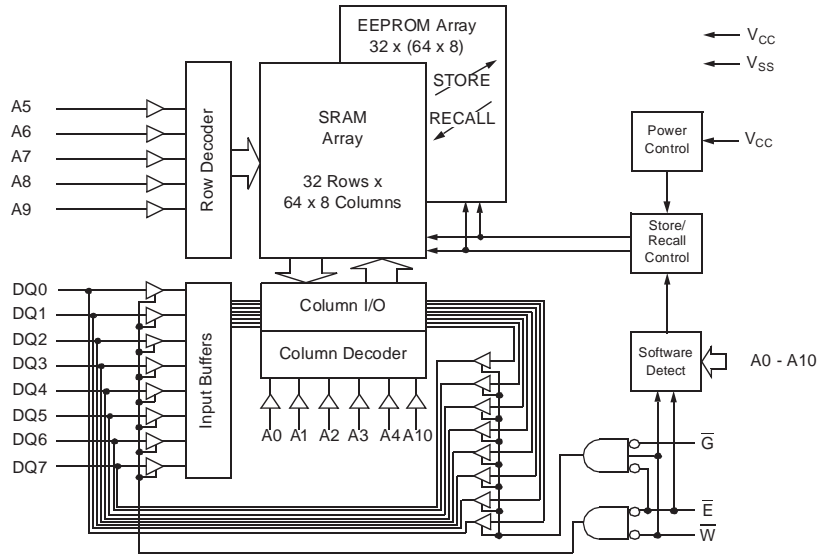 EEPROM Array
32 x (64 x 8)
STORE
RECALL
SRAM
Array
32 Rows x
64 x 8 Columns
VCC
VSS
Power
Control
VCC
A5
A6
A7
A8
A9
Row Decoder
Store/
Recall
Control
DQ0
DQ1
DQ2
DQ3
DQ4
DQ5
DQ6
DQ7
Input Buffers
Column I/O
Column Decoder
A0 A1 A2 A3 A4 A10
Software
Detect
A0 - A10
G̅
E̅
W̅